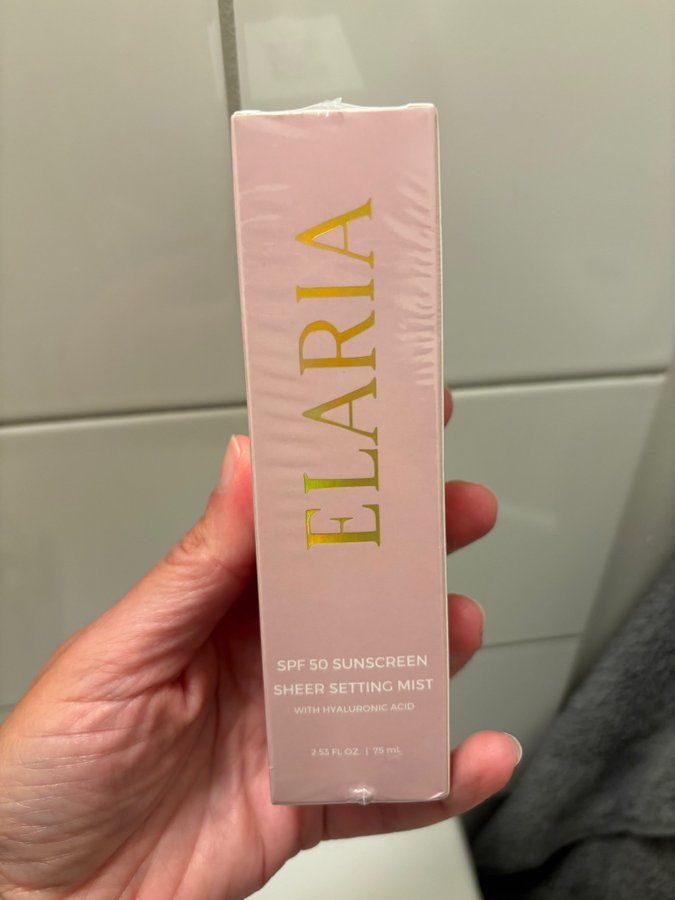 ELARIA
SPF 50 SUNSCREEN
SHEER SETTING MIST
WITH HYALURONIC ACID
2.53 FL OZ. | 75 mL